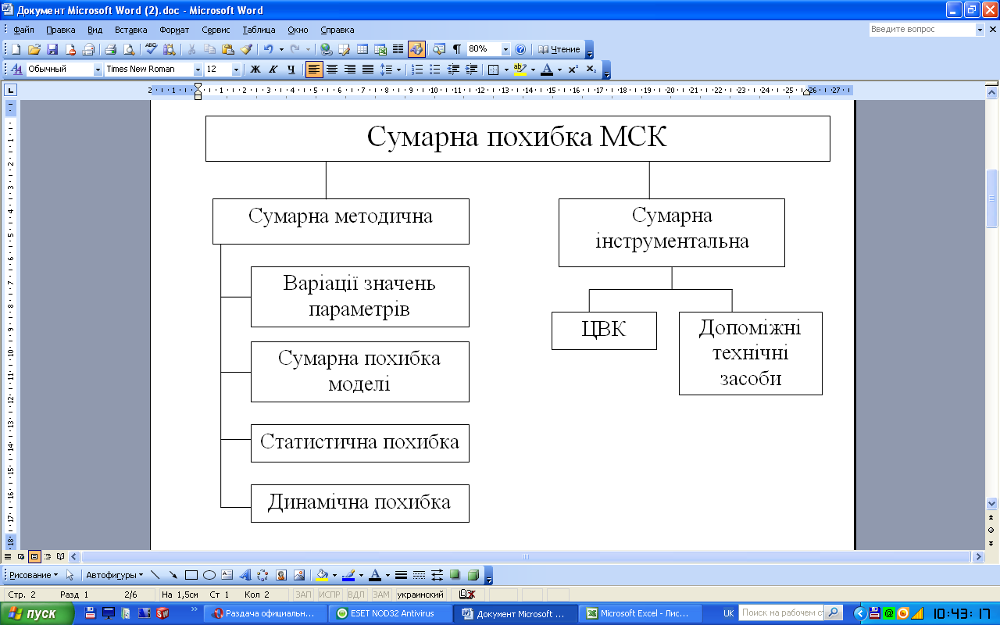 Документ Microsoft Word (2).doc - Microsoft Word
Файл Правка Вид Вставка Формат Сервис Таблица Окно Справка
Введите вопрос
80%
Чтение
Обычный Times New Roman 12 Ж К Ч
Сумарна похибка МСК
Сумарна методична
Сумарна
інструментальна
Варіації значень
параметрів
ЦВК
Допоміжні
технічні
засоби
Сумарна похибка
моделі
Статистична похибка
Динамічна похибка
Рисование Автофигуры
Стр. 2 Разд 1 2/6 На 1,5см Ст 1 Кол 2 ЗАП ИСПР ВДЛ ЗАМ украинский
пуск
Раздача официальн...
ESET NOD32 Antivirus
Документ Microsoft ...
Microsoft Excel - Лис...
UK
Поиск на рабочем ст
10:43:17